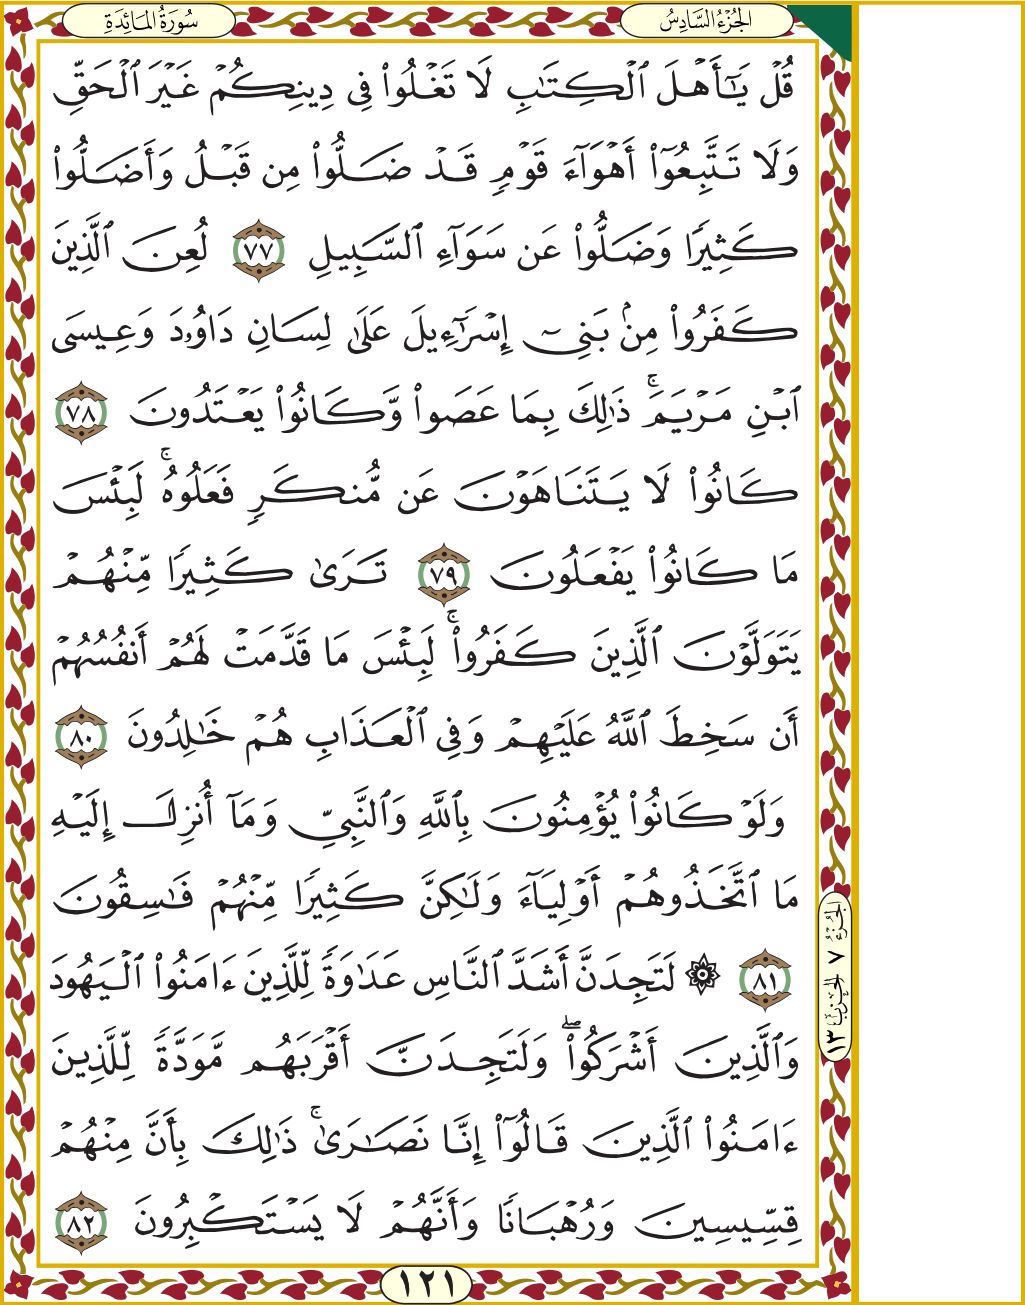 الجُزْءُ السَّادِسُ
سُورَةُ المَائِدَةِ
قُلْ يَـٰٓأَهْلَ ٱلْكِتَـٰبِ لَا تَغْلُوا۟ فِى دِينِكُمْ غَيْرَ ٱلْحَقِّ
وَلَا تَتَّبِعُوٓا۟ أَهْوَآءَ قَوْمٍ قَدْ ضَلُّوا۟ مِن قَبْلُ وَأَضَلُّوا۟
كَثِيرًا وَضَلُّوا۟ عَن سَوَآءِ ٱلسَّبِيلِ ٧٧ لُعِنَ ٱلَّذِينَ
كَفَرُوا۟ مِنۢ بَنِىٓ إِسْرَٰٓءِيلَ عَلَىٰ لِسَانِ دَاوُۥدَ وَعِيسَى
ٱبْنِ مَرْيَمَ ۚ ذَٰلِكَ بِمَا عَصَوا۟ وَّكَانُوا۟ يَعْتَدُونَ ٧٨
كَانُوا۟ لَا يَتَنَاهَوْنَ عَن مُّنكَرٍ فَعَلُوهُ ۚ لَبِئْسَ
مَا كَانُوا۟ يَفْعَلُونَ ٧٩ تَرَىٰ كَثِيرًا مِّنْهُمْ
يَتَوَلَّوْنَ ٱلَّذِينَ كَفَرُوا۟ ۚ لَبِئْسَ مَا قَدَّمَتْ لَهُمْ أَنفُسُهُمْ
أَن سَخِطَ ٱللَّهُ عَلَيْهِمْ وَفِى ٱلْعَذَابِ هُمْ خَـٰلِدُونَ ٨٠
وَلَوْ كَانُوا۟ يُؤْمِنُونَ بِٱللَّهِ وَٱلنَّبِىِّ وَمَآ أُنزِلَ إِلَيْهِ
مَا ٱتَّخَذُوهُمْ أَوْلِيَآءَ وَلَـٰكِنَّ كَثِيرًا مِّنْهُمْ فَـٰسِقُونَ
٨١ ۞ لَتَجِدَنَّ أَشَدَّ ٱلنَّاسِ عَدَٰوَةً لِّلَّذِينَ ءَامَنُوا۟ ٱلْيَهُودَ
وَٱلَّذِينَ أَشْرَكُوا۟ ۖ وَلَتَجِدَنَّ أَقْرَبَهُم مَّوَدَّةً لِّلَّذِينَ
ءَامَنُوا۟ ٱلَّذِينَ قَالُوٓا۟ إِنَّا نَصَـٰرَىٰ ۚ ذَٰلِكَ بِأَنَّ مِنْهُمْ
قِسِّيسِينَ وَرُهْبَانًا وَأَنَّهُمْ لَا يَسْتَكْبِرُونَ ٨٢
الجُزْءُ ٧ الحِزْبُ ١٣
١٢١